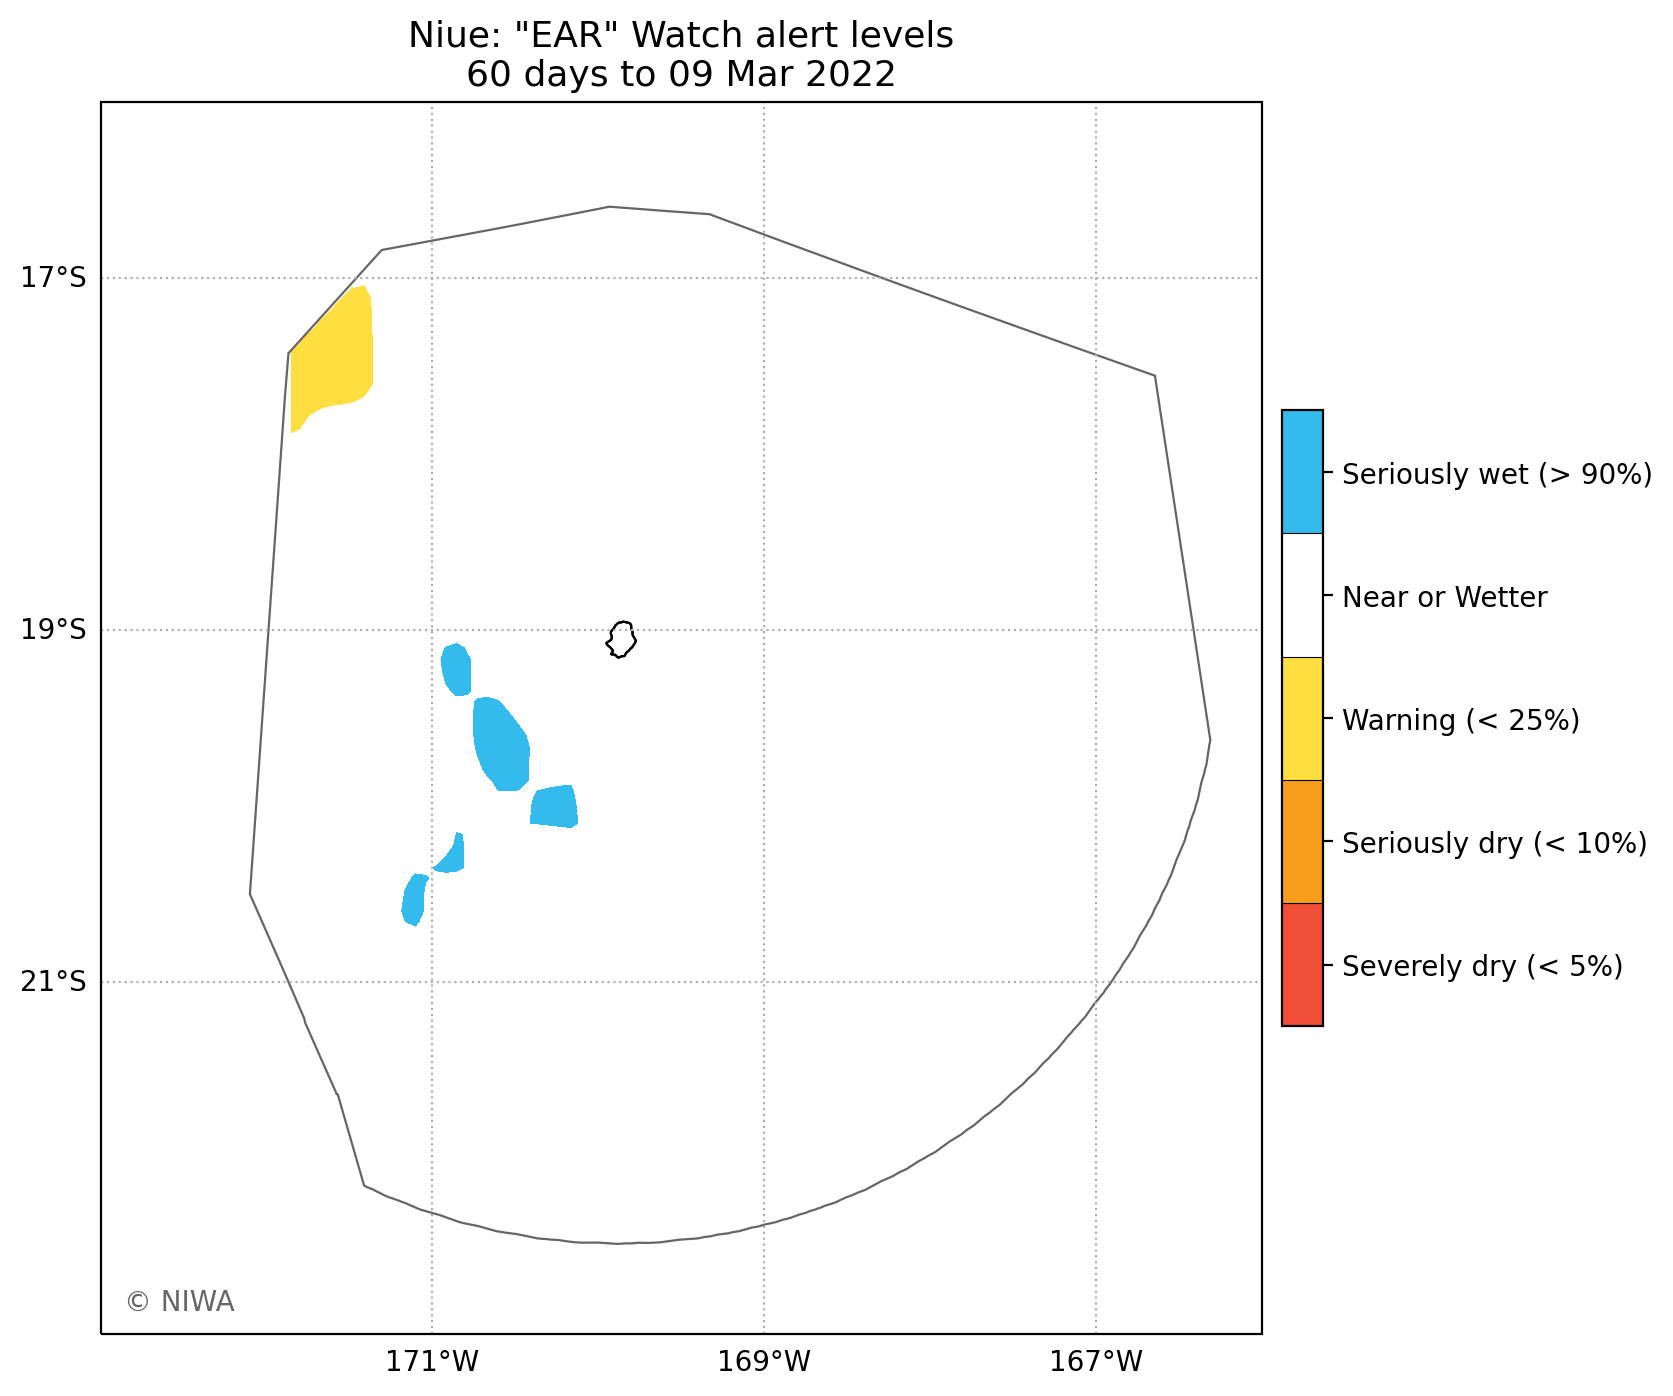 Niue: "EAR" Watch alert levels
60 days to 09 Mar 2022
17°S
19°S
21°S
171°W
169°W
167°W
Seriously wet (> 90%)
Near or Wetter
Warning (< 25%)
Seriously dry (< 10%)
Severely dry (< 5%)
© NIWA